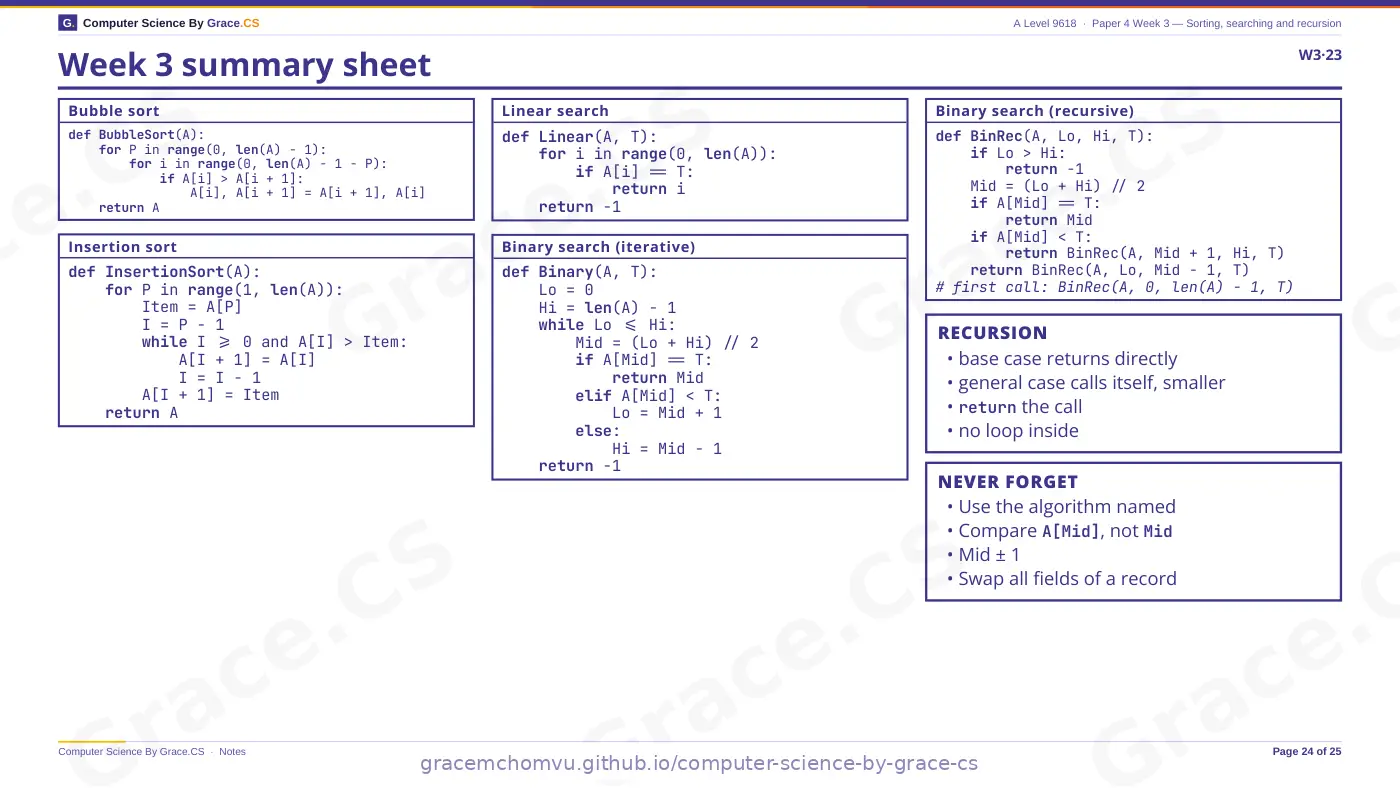 G. Computer Science By Grace.CS
A Level 9618 · Paper 4 Week 3 — Sorting, searching and recursion
Week 3 summary sheet
W3·23
Bubble sort
def BubbleSort(A):
    for P in range(0, len(A) - 1):
        for i in range(0, len(A) - 1 - P):
            if A[i] > A[i + 1]:
                A[i], A[i + 1] = A[i + 1], A[i]
    return A
Insertion sort
def InsertionSort(A):
    for P in range(1, len(A)):
        Item = A[P]
        I = P - 1
        while I >= 0 and A[I] > Item:
            A[I + 1] = A[I]
            I = I - 1
        A[I + 1] = Item
    return A
Linear search
def Linear(A, T):
    for i in range(0, len(A)):
        if A[i] == T:
            return i
    return -1
Binary search (iterative)
def Binary(A, T):
    Lo = 0
    Hi = len(A) - 1
    while Lo <= Hi:
        Mid = (Lo + Hi) // 2
        if A[Mid] == T:
            return Mid
        elif A[Mid] < T:
            Lo = Mid + 1
        else:
            Hi = Mid - 1
    return -1
Binary search (recursive)
def BinRec(A, Lo, Hi, T):
    if Lo > Hi:
        return -1
    Mid = (Lo + Hi) // 2
    if A[Mid] == T:
        return Mid
    if A[Mid] < T:
        return BinRec(A, Mid + 1, Hi, T)
    return BinRec(A, Lo, Mid - 1, T)
# first call: BinRec(A, 0, len(A) - 1, T)
RECURSION
• base case returns directly
• general case calls itself, smaller
• return the call
• no loop inside
NEVER FORGET
• Use the algorithm named
• Compare A[Mid], not Mid
• Mid ± 1
• Swap all fields of a record
Computer Science By Grace.CS · Notes
gracemchomvu.github.io/computer-science-by-grace-cs
Page 24 of 25